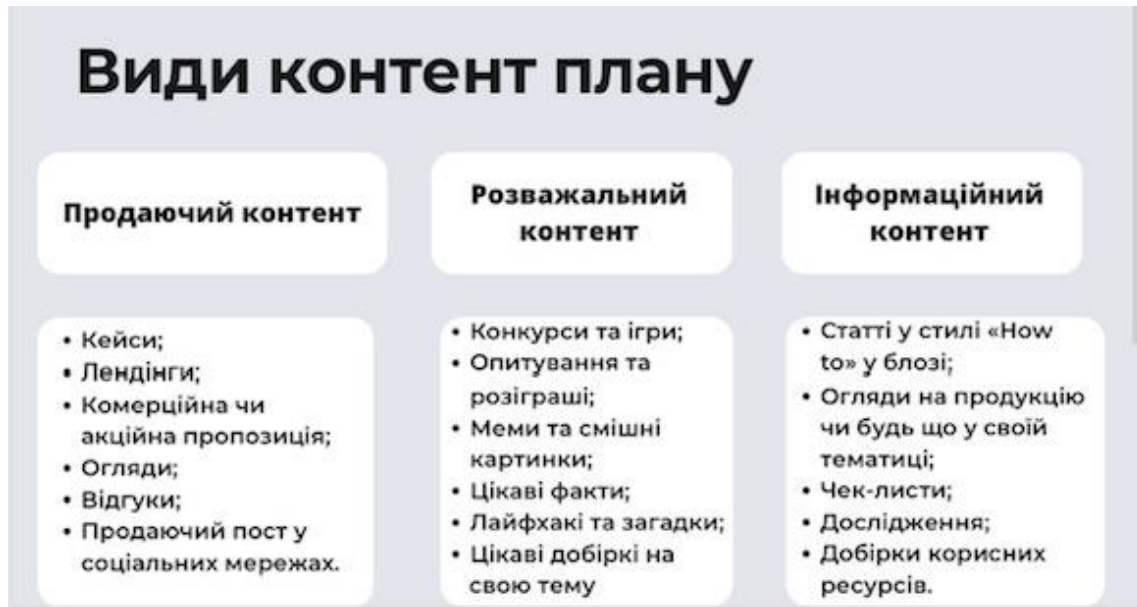 Види контент плану
Продаючий контент
• Кейси;
• Лендінги;
• Комерційна чи
акційна пропозиція;
• Огляди;
• Відгуки;
• Продаючий пост у
соціальних мережах.
Розважальний
контент
• Конкурси та ігри;
• Опитування та
розіграші;
• Меми та смішні
картинки;
• Цікаві факти;
• Лайфхакі та загадки;
• Цікаві добіркі на
свою тему
Інформаційний
контент
• Статті у стилі «How
to» у блозі;
• Огляди на продукцію
чи будь що у своїй
тематиці;
• Чек-листи;
• Дослідження;
• Добірки корисних
ресурсів.